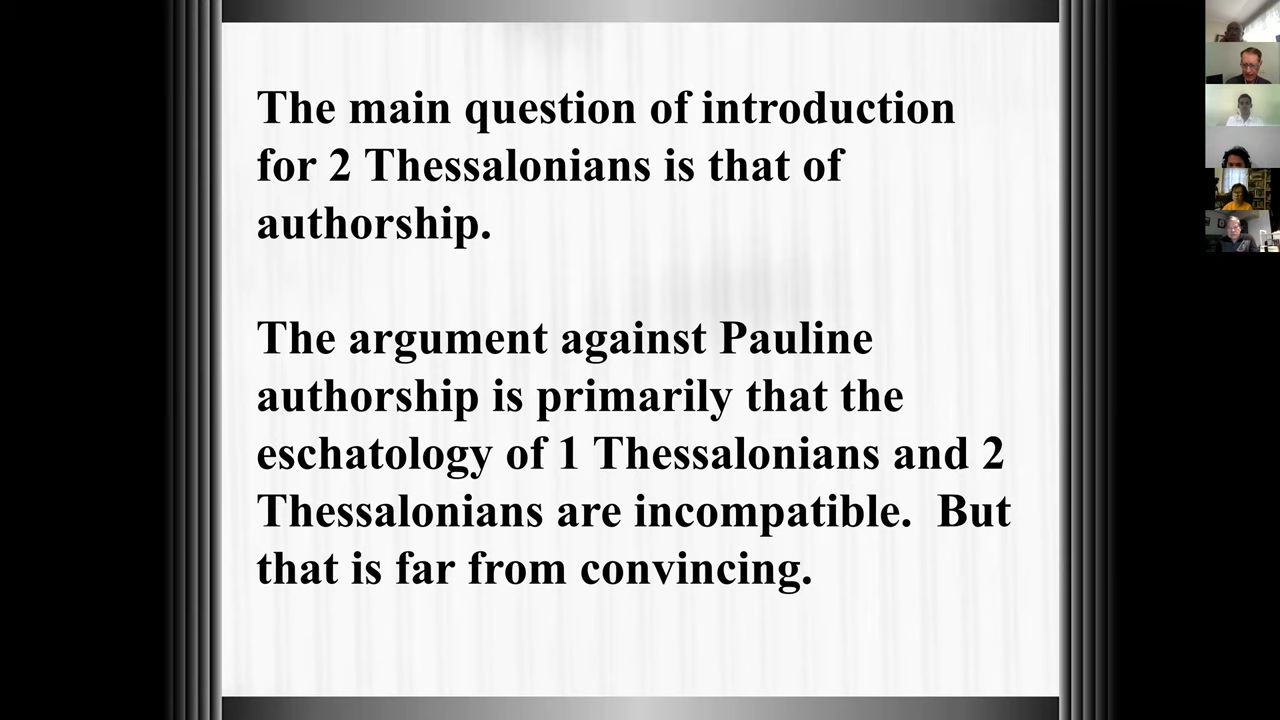 The main question of introduction
for 2 Thessalonians is that of
authorship.
The argument against Pauline
authorship is primarily that the
eschatology of 1 Thessalonians and 2
Thessalonians are incompatible.  But
that is far from convincing.